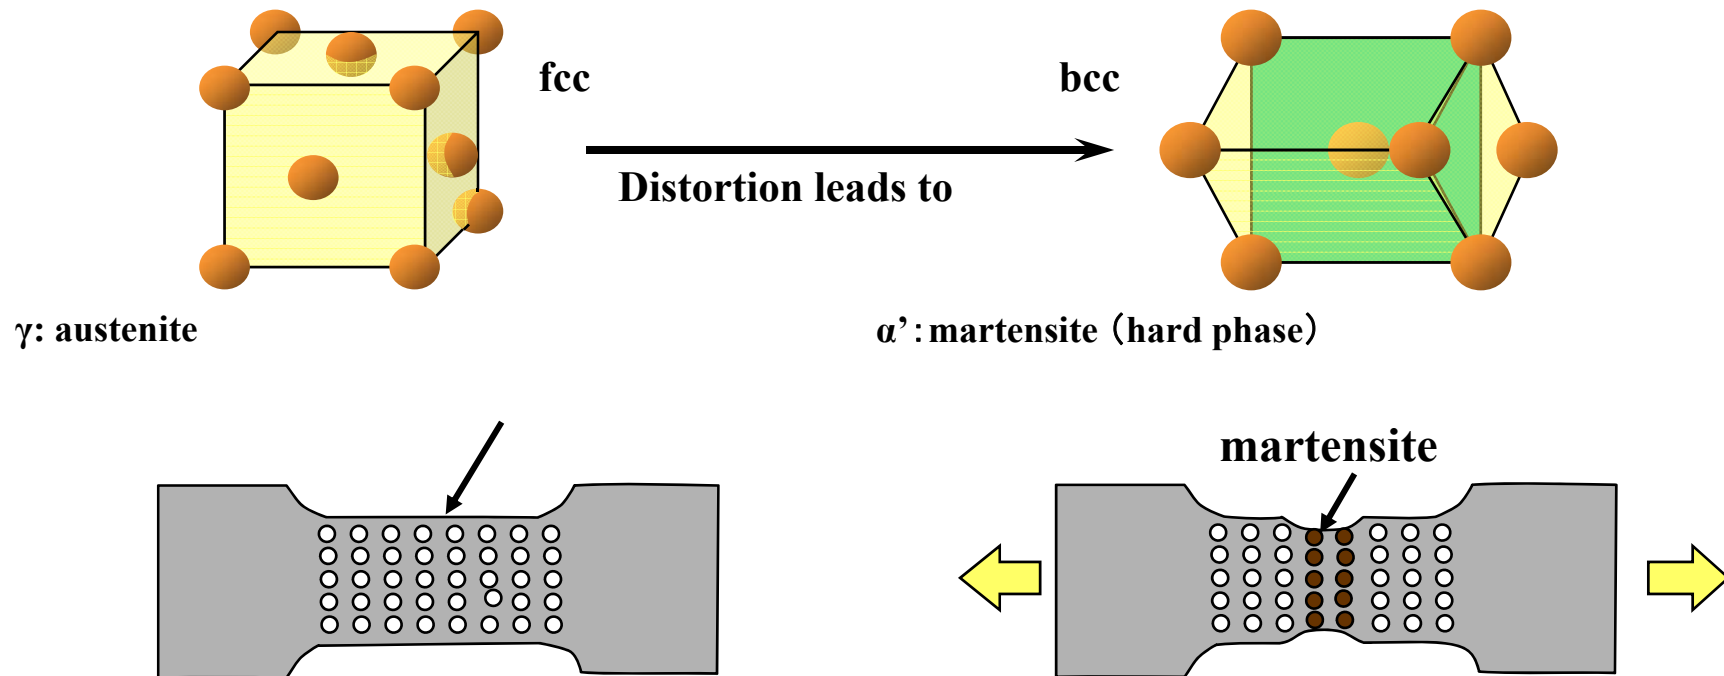 fcc
bcc
Distortion leads to
γ: austenite
α’：martensite（hard phase）
martensite